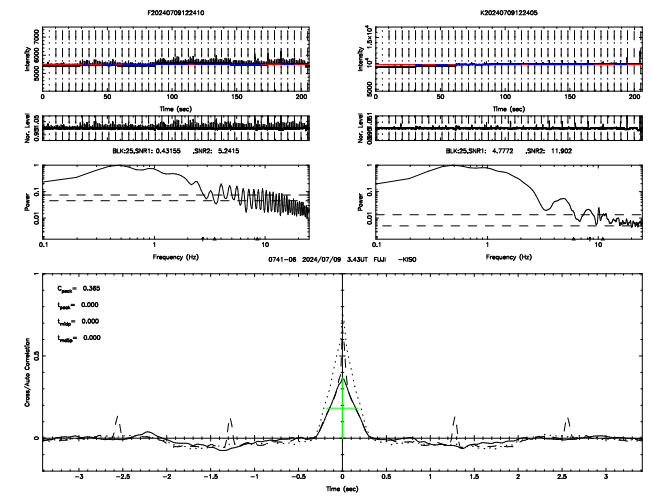 F20240709122410
K20240709122405
Intensity
5000 6000 7000
0 50 100 150 200
Time (sec)
Intensity
5000 10⁴ 1.5×10⁴
0 50 100 150 200
Time (sec)
Nor. Level
Nor. Level
BLK:25,SNR1: 0.43155 ,SNR2: 5.2415
BLK:25,SNR1: 4.7772 ,SNR2: 11.902
Power
1
0.1
0.01
0.1 1 10
Frequency (Hz)
Power
1
0.1
0.01
0.1 1 10
Frequency (Hz)
0741-06 2024/07/09 3.43UT FUJI -KISO
Cross/Auto Correlation
1
0.5
0
C_peak= 0.365
t_peak= 0.000
t_midp= 0.000
t_mdbp= 0.000
-3 -2.5 -2 -1.5 -1 -0.5 0 0.5 1 1.5 2 2.5 3
Time (sec)